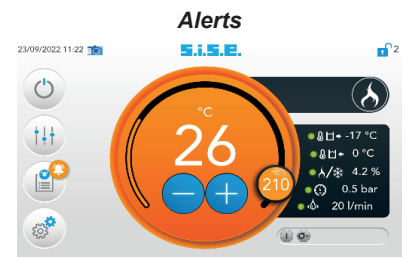 Alerts
23/09/2022 11:22
S.I.S.E.
2
°C
26
°C
210
-17 °C
0 °C
4.2 %
0.5 bar
20 l/min